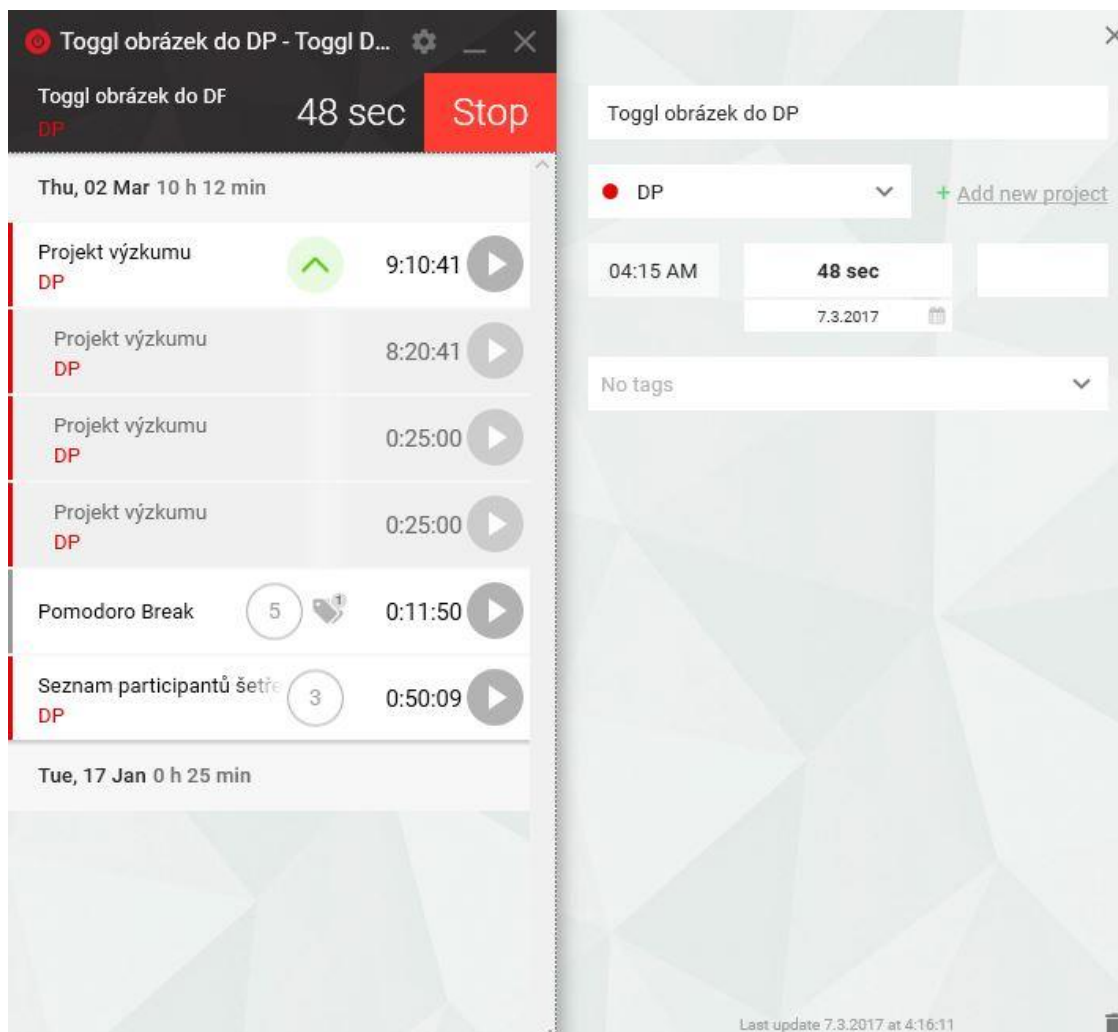 Toggl obrázek do DP - Toggl D...
Toggl obrázek do DF
DP
48 sec
Stop
Thu, 02 Mar 10 h 12 min
Projekt výzkumu
DP
9:10:41
Projekt výzkumu
DP
8:20:41
Projekt výzkumu
DP
0:25:00
Projekt výzkumu
DP
0:25:00
Pomodoro Break
5
1
0:11:50
Seznam participantů šetře
DP
3
0:50:09
Tue, 17 Jan 0 h 25 min
Toggl obrázek do DP
DP
+ Add new project
04:15 AM
48 sec
7.3.2017
No tags
Last update 7.3.2017 at 4:16:11